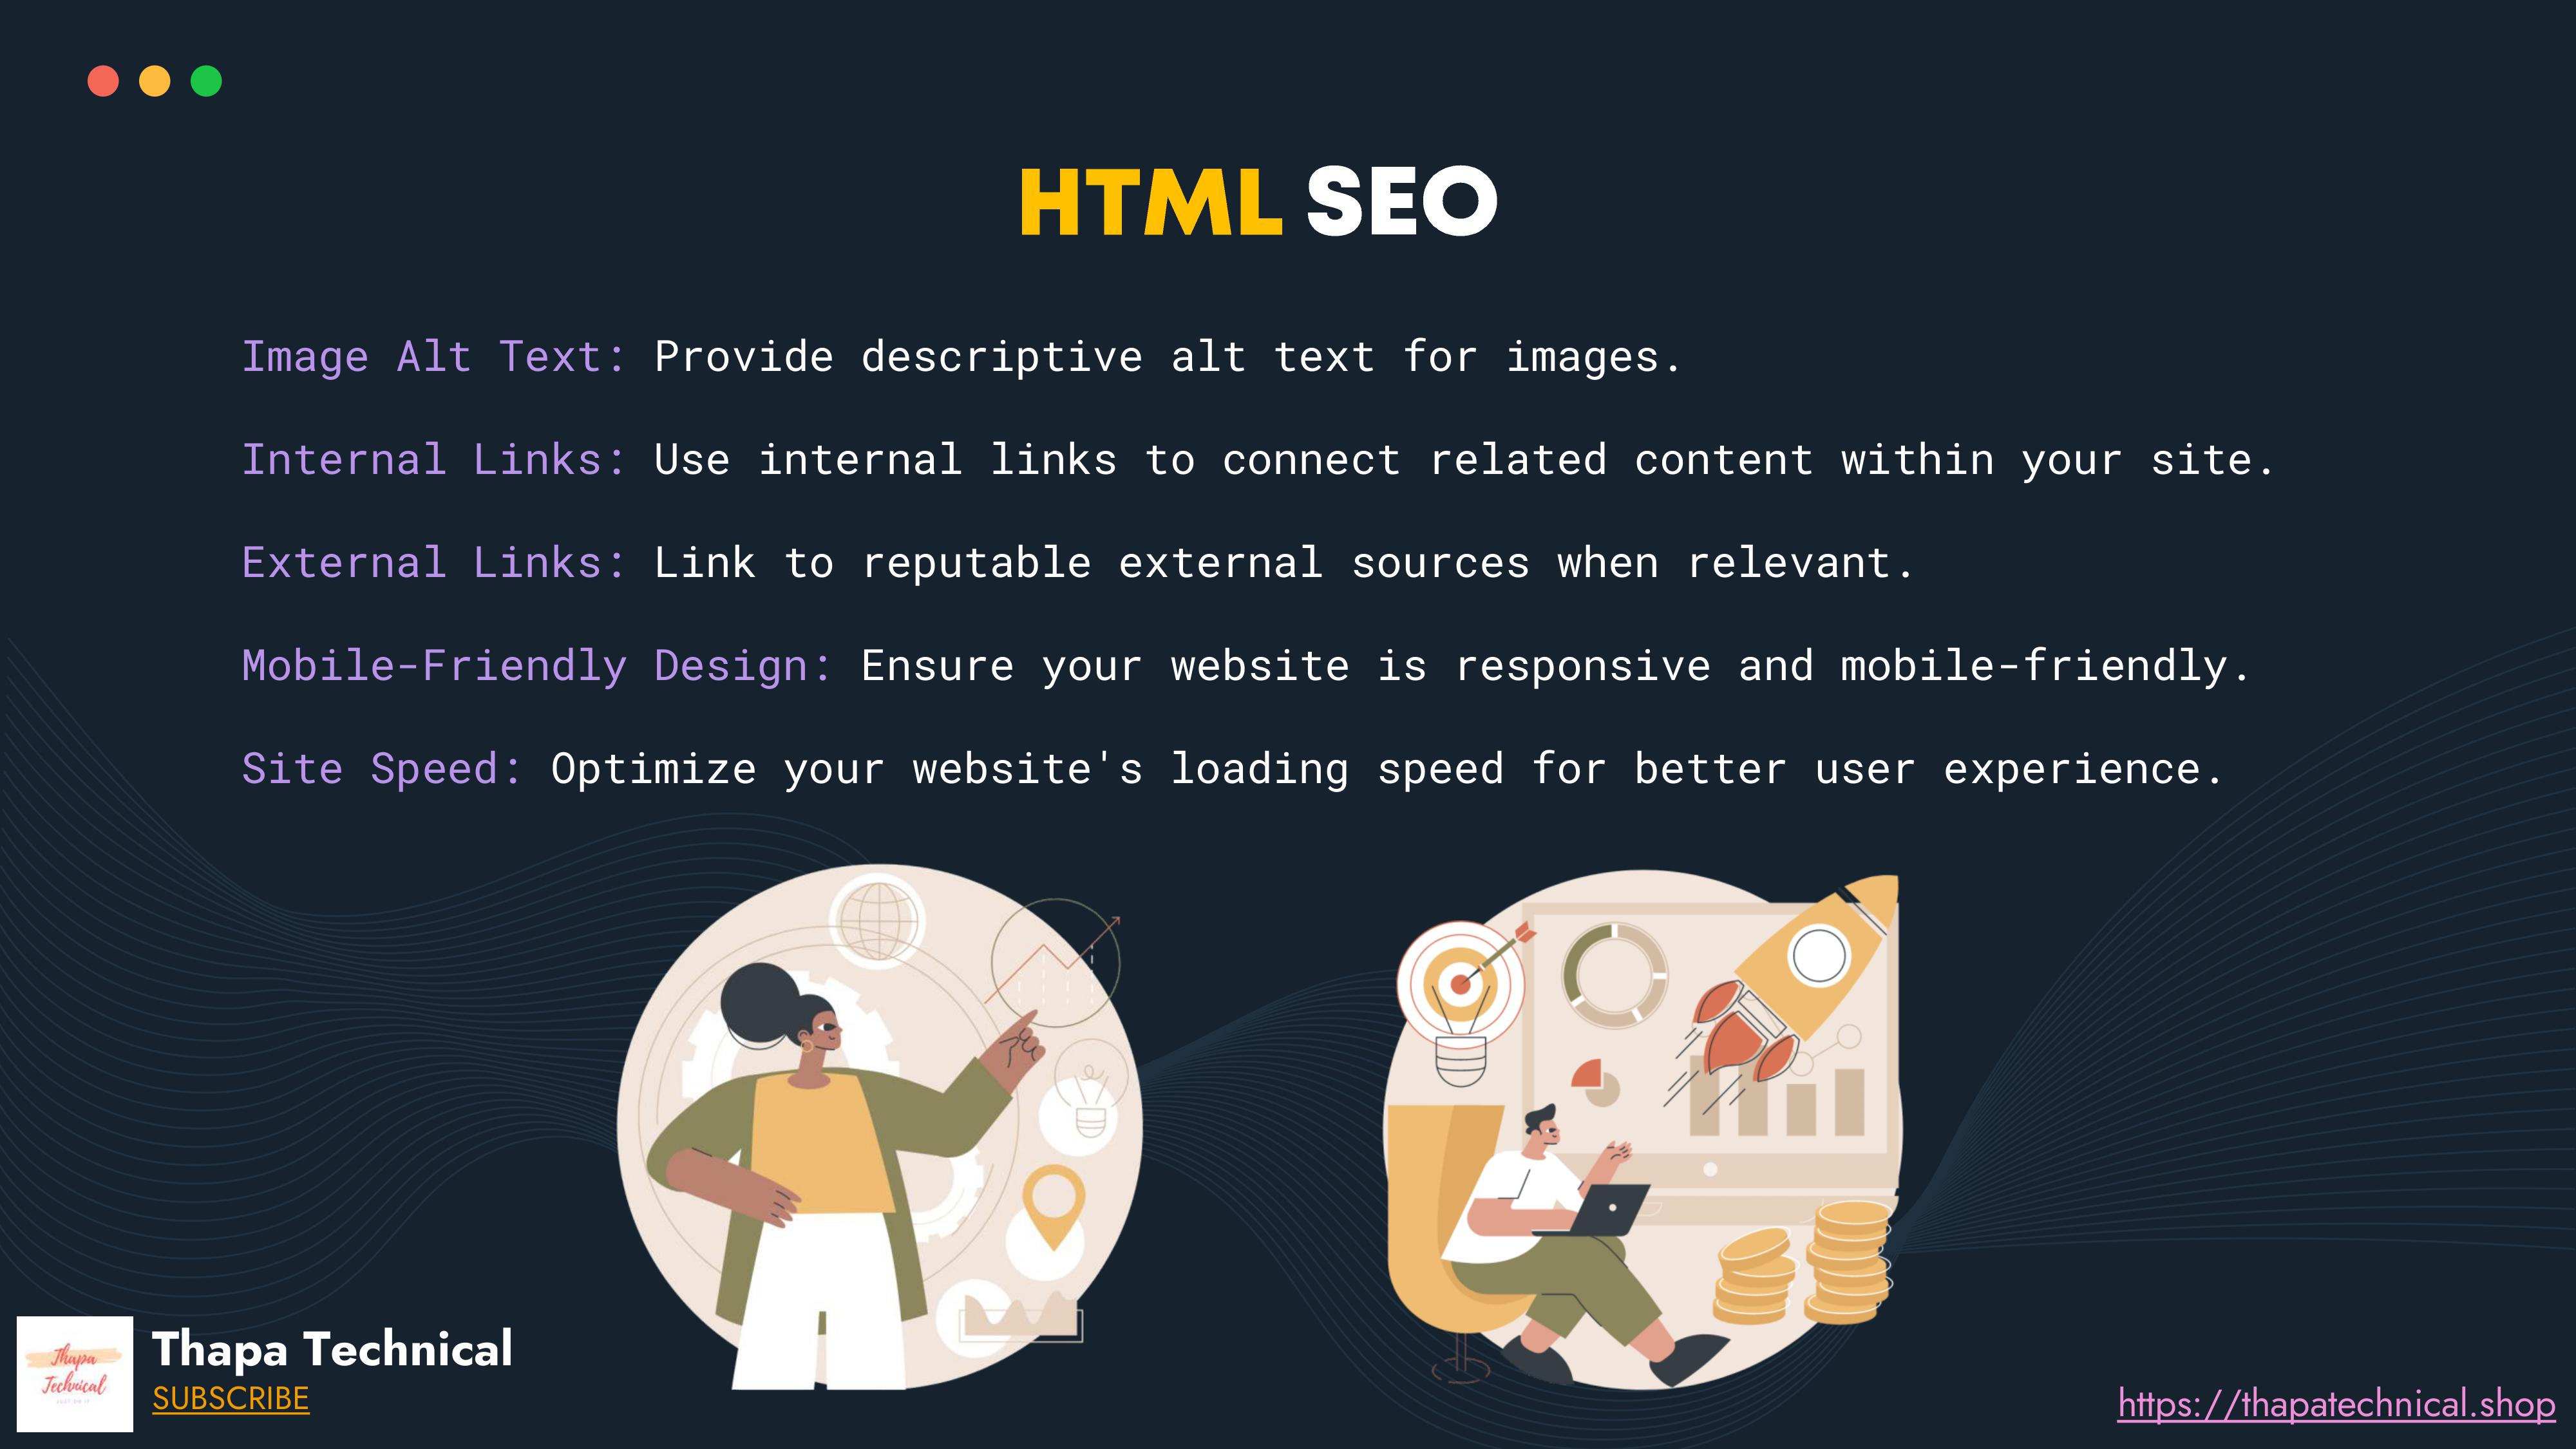 HTML SEO
Image Alt Text: Provide descriptive alt text for images.
Internal Links: Use internal links to connect related content within your site.
External Links: Link to reputable external sources when relevant.
Mobile-Friendly Design: Ensure your website is responsive and mobile-friendly.
Site Speed: Optimize your website's loading speed for better user experience.
Thapa
Technical
Thapa Technical
SUBSCRIBE
https://thapatechnical.shop